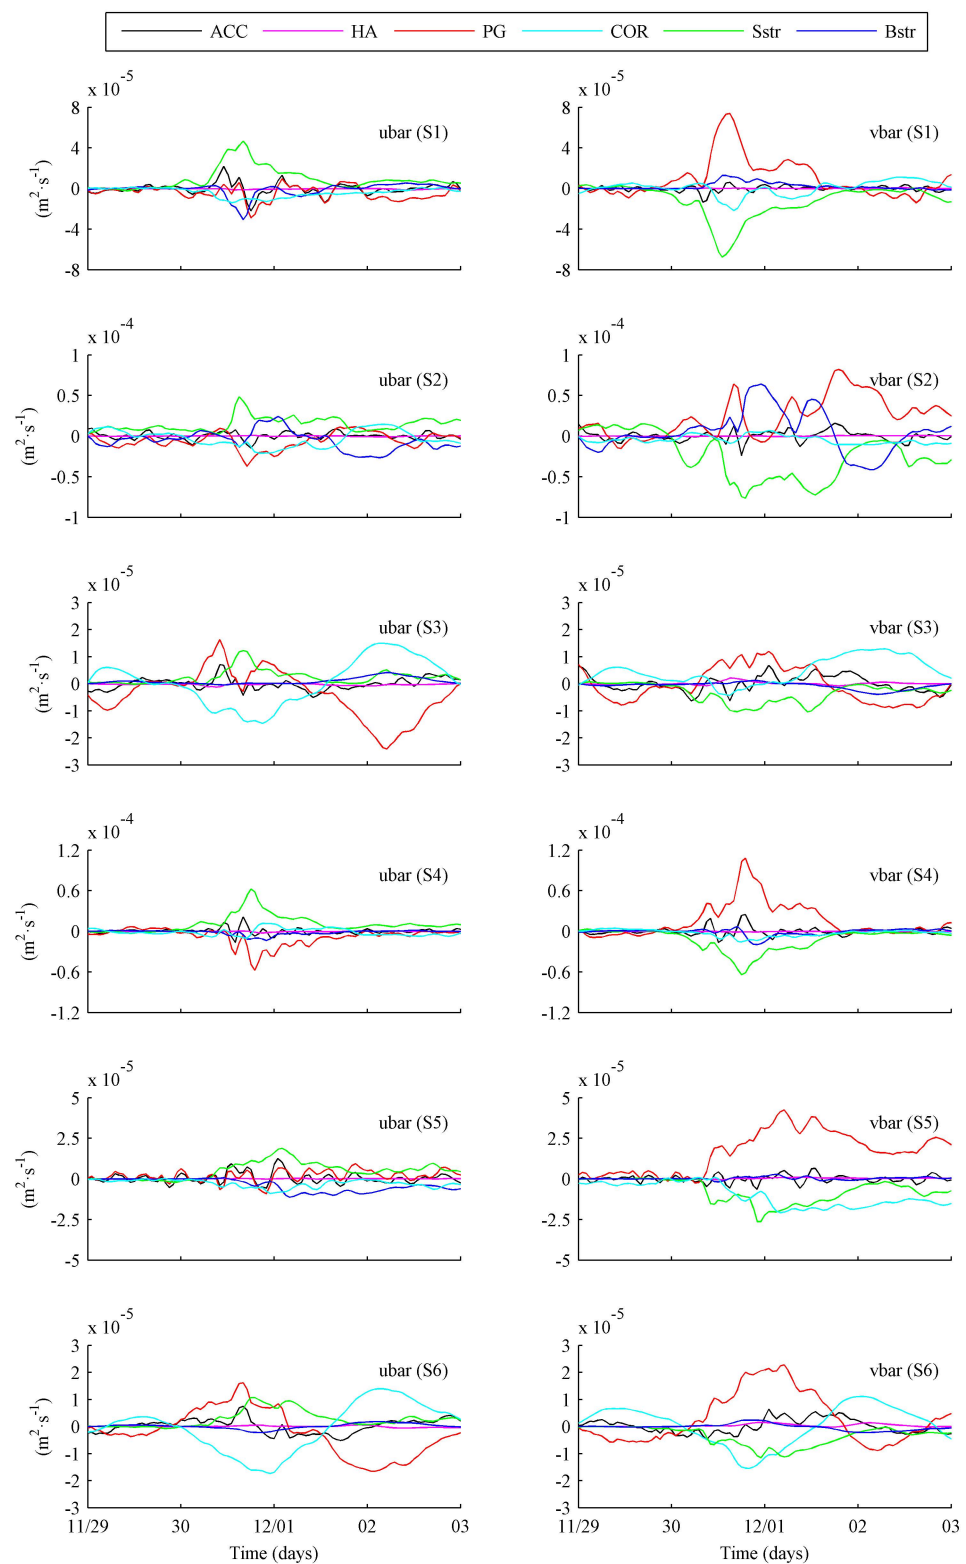 ACC HA PG COR Sstr Bstr
x 10-5 x 10-5
8 ubar (S1) 8 vbar (S1)
4 4
(m2·s-1) 0 0
-4 -4
-8 -8
x 10-4 x 10-4
1 ubar (S2) 1 vbar (S2)
0.5 0.5
(m2·s-1) 0 0
-0.5 -0.5
-1 -1
x 10-5 x 10-5
3 ubar (S3) 3 vbar (S3)
2 2
1 1
(m2·s-1) 0 0
-1 -1
-2 -2
-3 -3
x 10-4 x 10-4
1.2 ubar (S4) 1.2 vbar (S4)
0.6 0.6
(m2·s-1) 0 0
-0.6 -0.6
-1.2 -1.2
x 10-5 x 10-5
5 ubar (S5) 5 vbar (S5)
2.5 2.5
(m2·s-1) 0 0
-2.5 -2.5
-5 -5
x 10-5 x 10-5
3 ubar (S6) 3 vbar (S6)
2 2
1 1
(m2·s-1) 0 0
-1 -1
-2 -2
-3 -3
11/29 30 12/01 02 03 11/29 30 12/01 02 03
Time (days) Time (days)